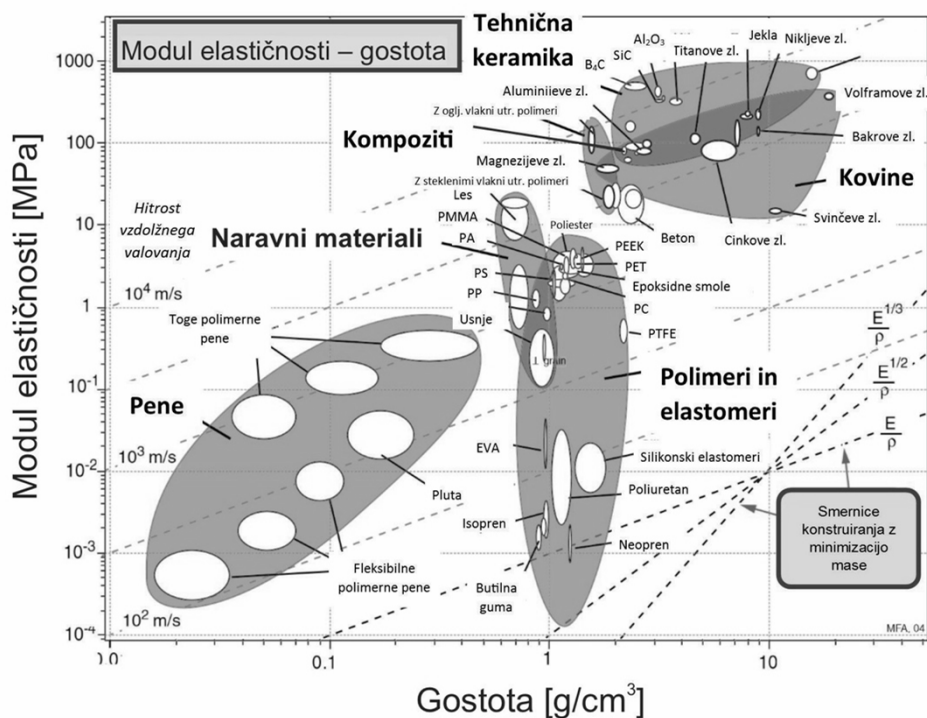 Modul elastičnosti – gostota
Tehnična
keramika
Al₂O₃
SiC
B₄C
Titanove zl.
Jekla
Nikljeve zl.
Aluminijeve zl.
Volframove zl.
Z oglj. vlakni utr. polimeri
Kompoziti
Bakrove zl.
Magnezijeve zl.
Kovine
Z steklenimi vlakni utr. polimeri
Svinčeve zl.
Les
Beton
Cinkove zl.
Hitrost
vzdolžnega
valovanja
Naravni materiali
PMMA
PA
PS
PP
Usnje
Poliester
PEEK
PET
Epoksidne smole
PC
PTFE
⊥ grain
10⁴ m/s
Toge polimerne
pene
Pene
Polimeri in
elastomeri
E^1/3
ρ
E^1/2
ρ
E
ρ
10³ m/s
EVA
Silikonski elastomeri
Pluta
Poliuretan
Isopren
Neopren
Fleksibilne
polimerne pene
Butilna
guma
Smernice
konstruiranja z
minimizacijo
mase
10² m/s
MFA, 04
Modul elastičnosti [MPa]
1000
100
10
1
10⁻¹
10⁻²
10⁻³
10⁻⁴
0.0
0.1
1
10
Gostota [g/cm³]